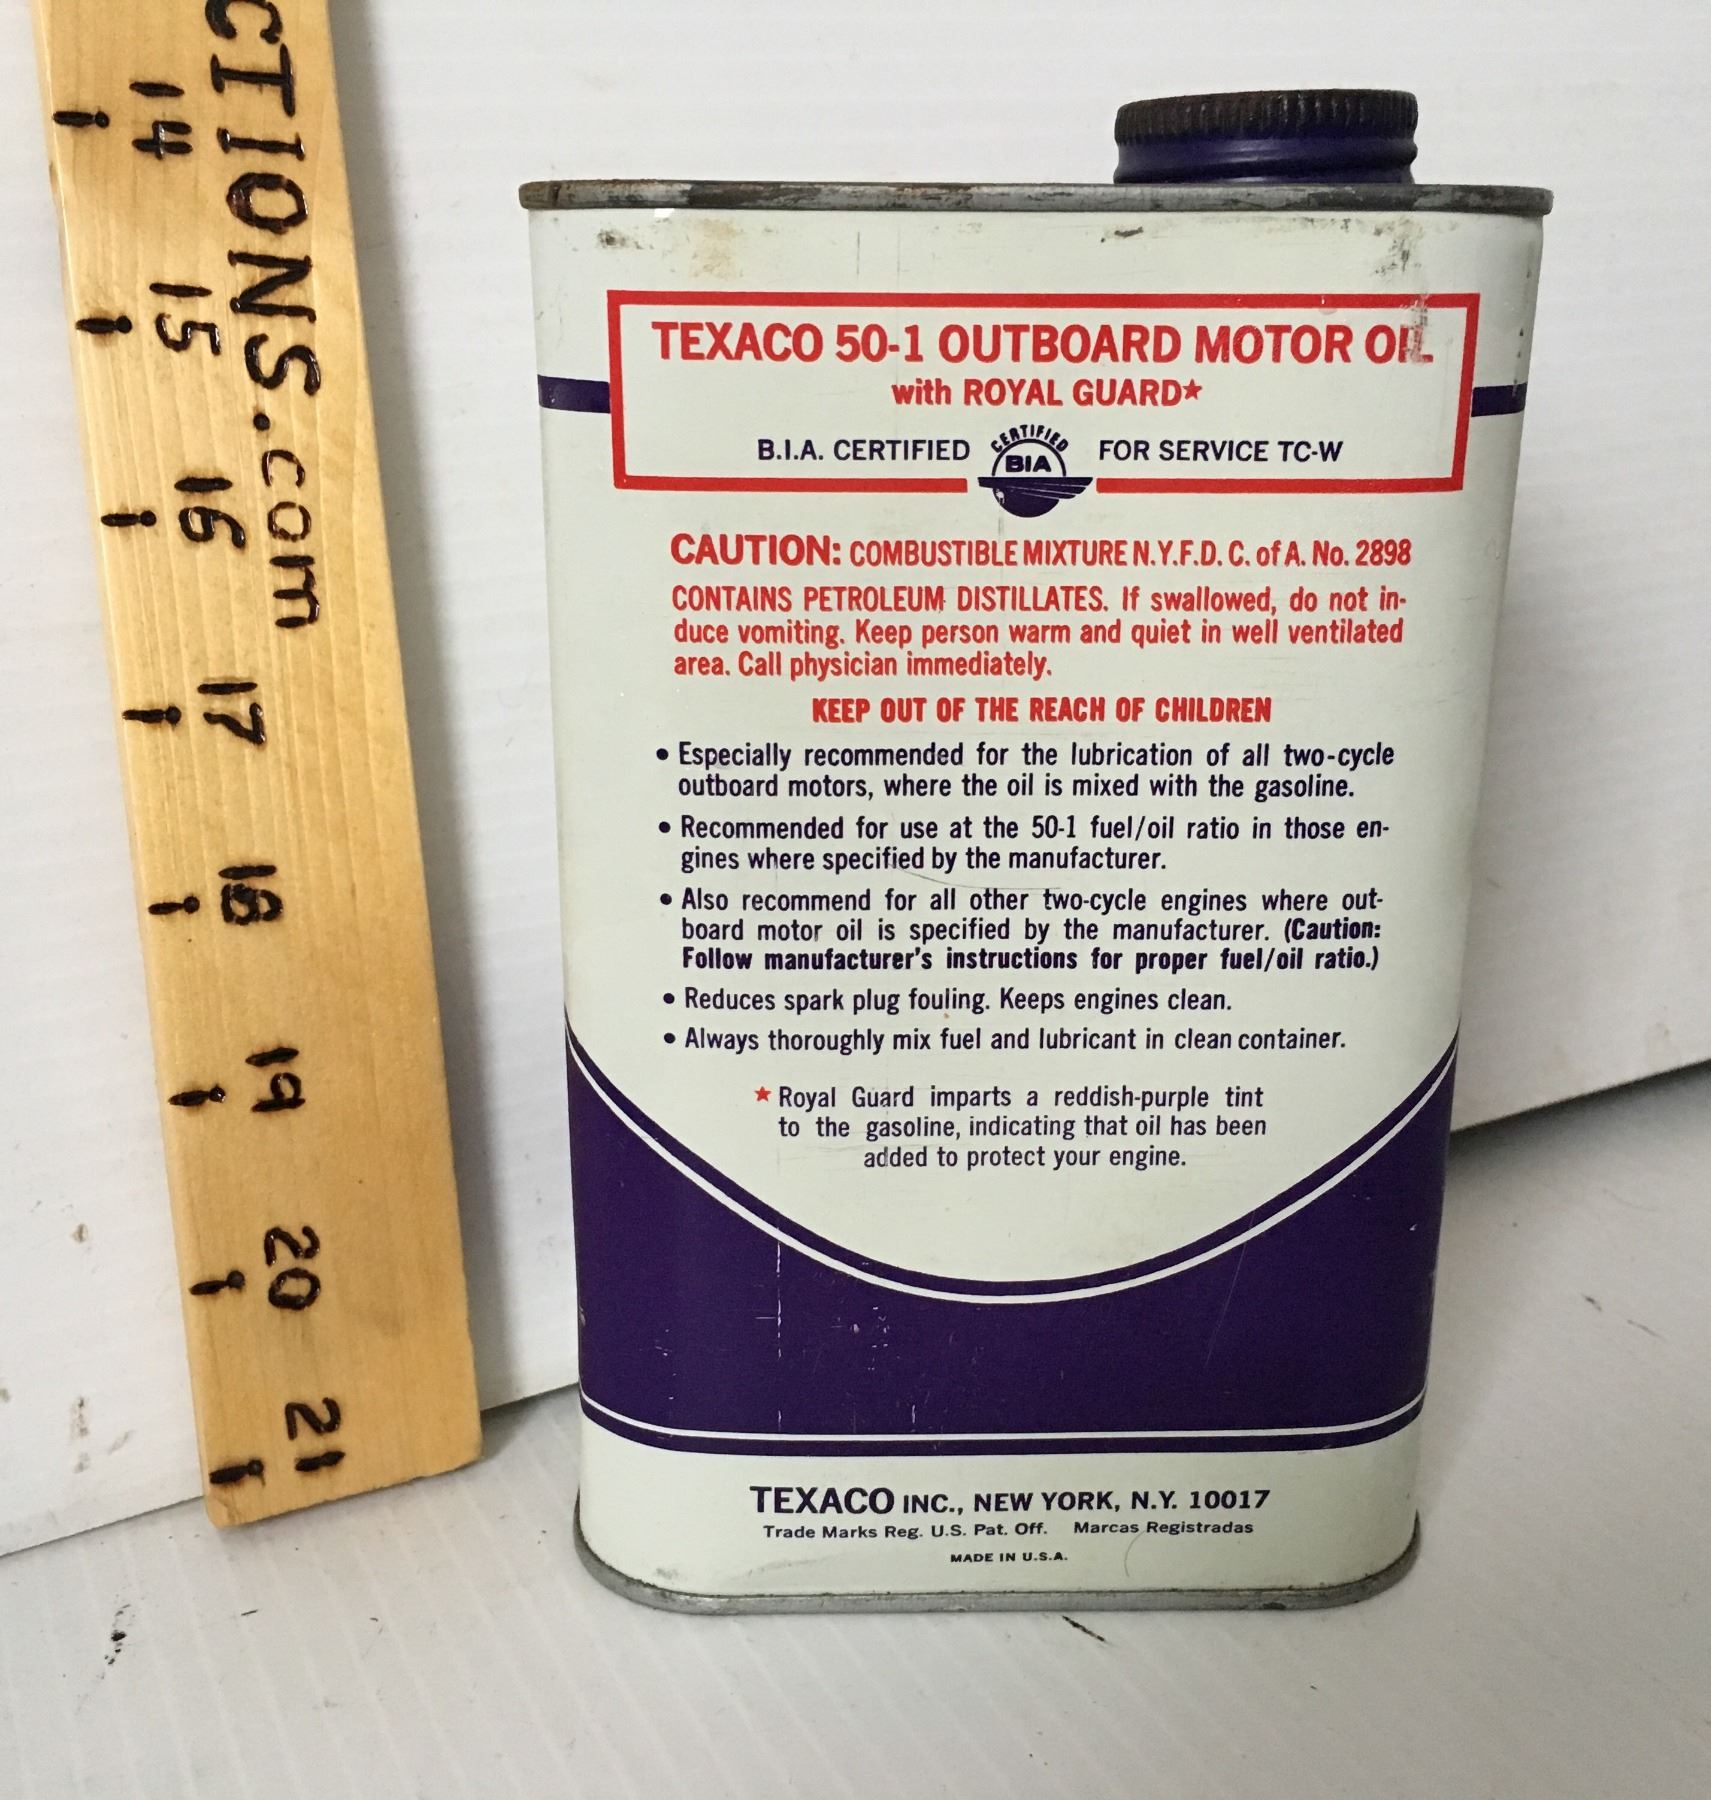 CTIONS.com
14
15
16
17
18
19
20
21
TEXACO 50-1 OUTBOARD MOTOR OIL
with ROYAL GUARD★
B.I.A. CERTIFIED CERTIFIED BIA FOR SERVICE TC-W
CAUTION: COMBUSTIBLE MIXTURE N.Y.F.D. C. of A. No. 2898
CONTAINS PETROLEUM DISTILLATES. If swallowed, do not in-
duce vomiting. Keep person warm and quiet in well ventilated
area. Call physician immediately.
KEEP OUT OF THE REACH OF CHILDREN
• Especially recommended for the lubrication of all two-cycle
outboard motors, where the oil is mixed with the gasoline.
• Recommended for use at the 50-1 fuel/oil ratio in those en-
gines where specified by the manufacturer.
• Also recommend for all other two-cycle engines where out-
board motor oil is specified by the manufacturer. (Caution:
Follow manufacturer's instructions for proper fuel/oil ratio.)
• Reduces spark plug fouling. Keeps engines clean.
• Always thoroughly mix fuel and lubricant in clean container.
★ Royal Guard imparts a reddish-purple tint
to the gasoline, indicating that oil has been
added to protect your engine.
TEXACO INC., NEW YORK, N.Y. 10017
Trade Marks Reg. U.S. Pat. Off. Marcas Registradas
MADE IN U.S.A.